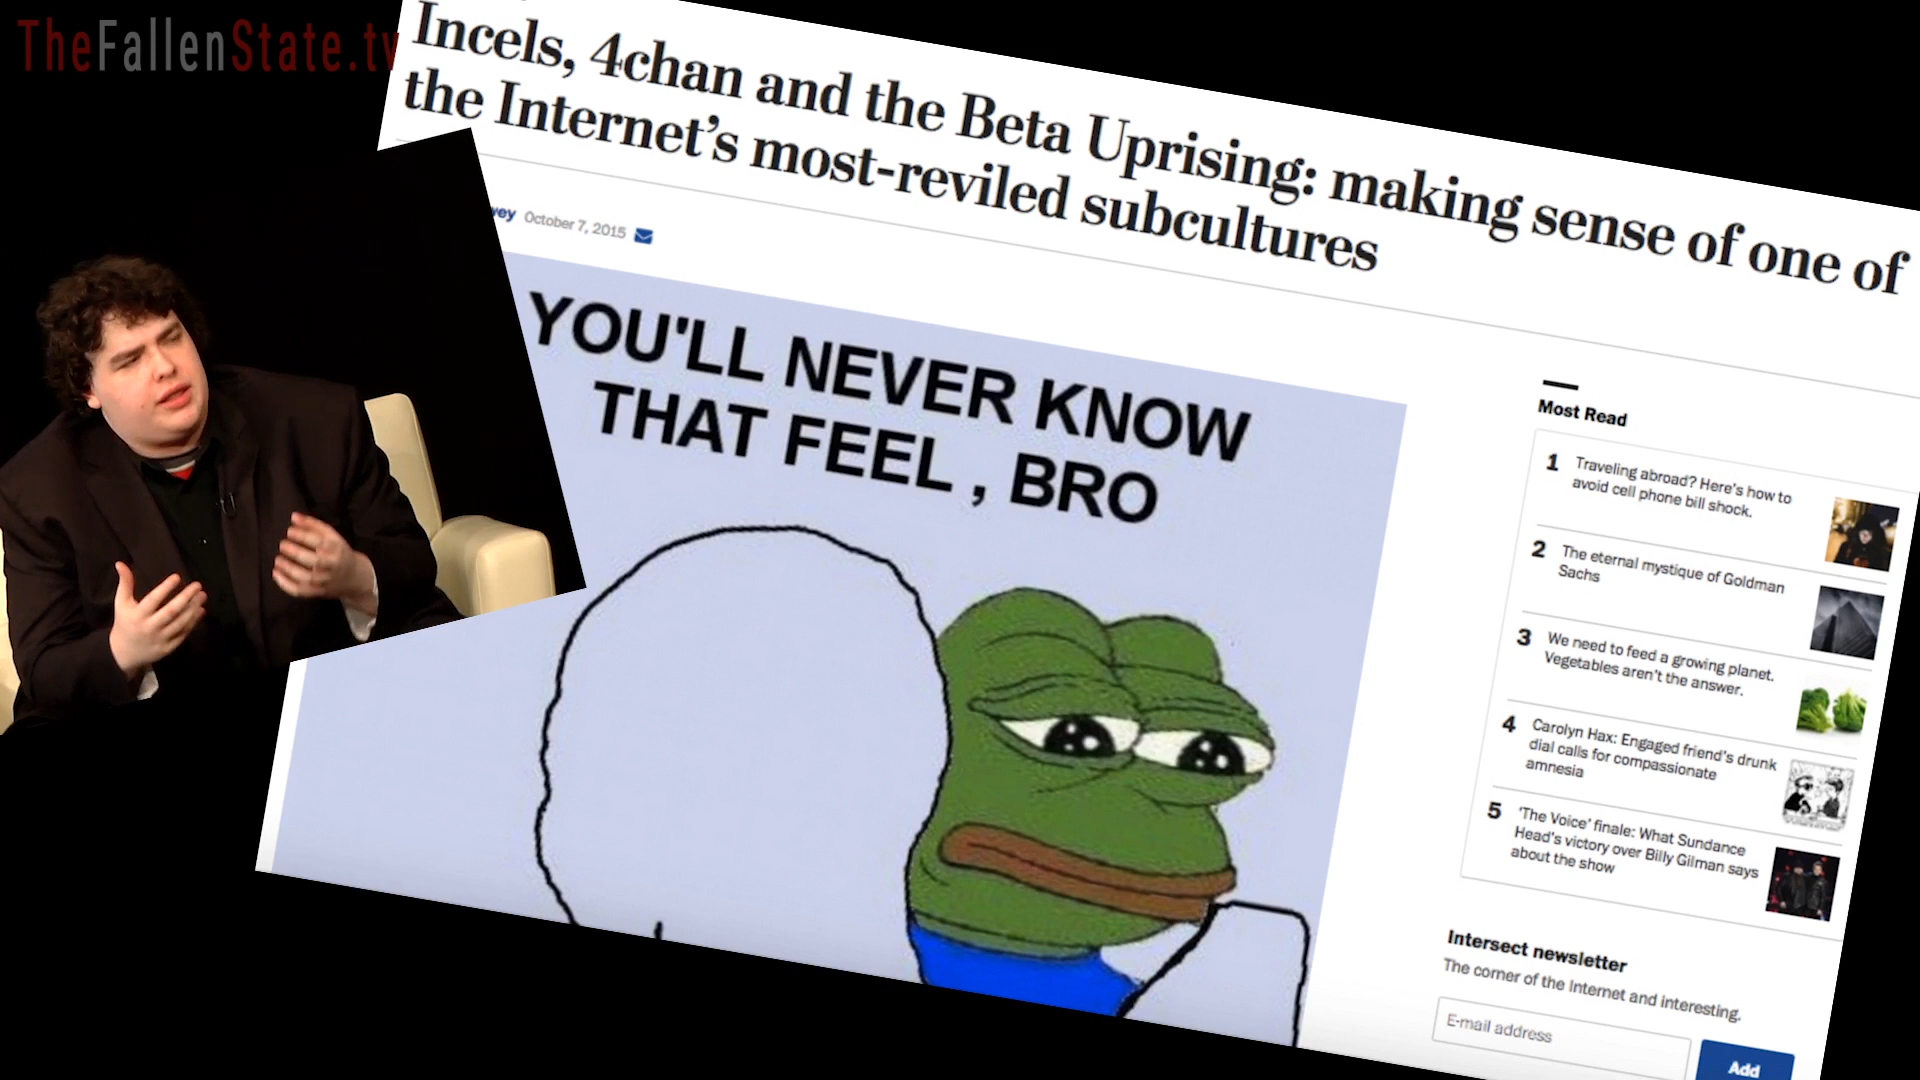 TheFallenState.tv
Incels, 4chan and the Beta Uprising: making sense of one of
the Internet's most-reviled subcultures
October 7, 2015
YOU'LL NEVER KNOW
THAT FEEL , BRO
Most Read
1 Traveling abroad? Here's how to
avoid cell phone bill shock.
2 The eternal mystique of Goldman
Sachs
3 We need to feed a growing planet.
Vegetables aren't the answer.
4 Carolyn Hax: Engaged friend's drunk
dial calls for compassionate
amnesia
5 'The Voice' finale: What Sundance
Head's victory over Billy Gilman says
about the show
Intersect newsletter
The corner of the Internet and interesting.
E-mail address
Add